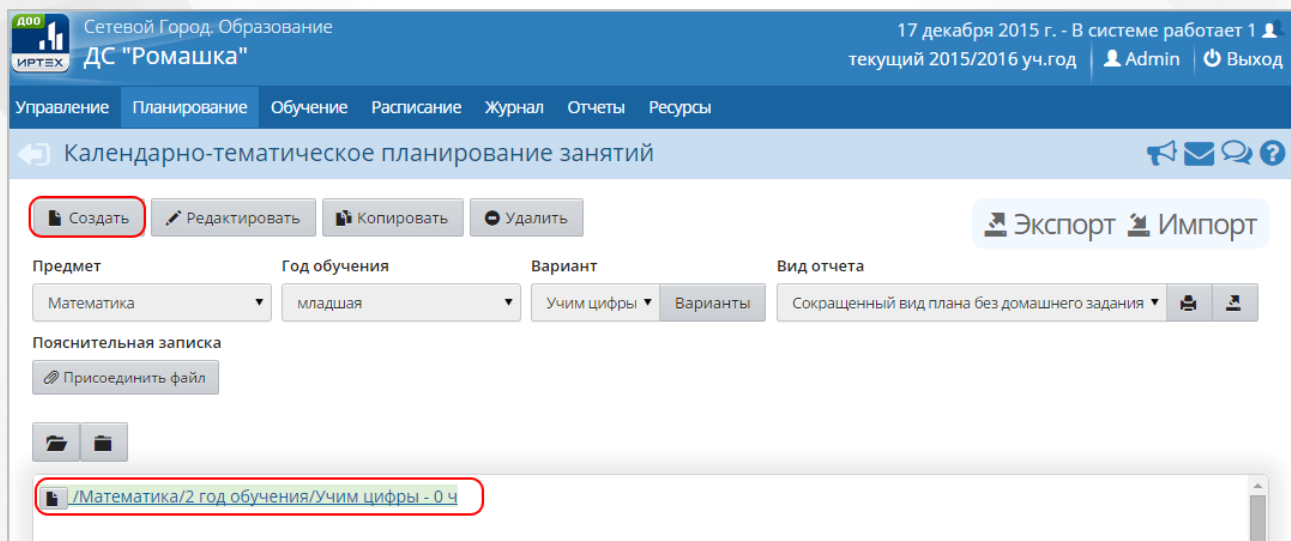 ДОО
ИРТЕХ
Сетевой Город. Образование
ДС "Ромашка"
17 декабря 2015 г. - В системе работает 1
текущий 2015/2016 уч.год Admin Выход
Управление Планирование Обучение Расписание Журнал Отчеты Ресурсы
Календарно-тематическое планирование занятий
Создать Редактировать Копировать Удалить Экспорт Импорт
Предмет Год обучения Вариант Вид отчета
Математика младшая Учим цифры Варианты Сокращенный вид плана без домашнего задания
Пояснительная записка
Присоединить файл
/Математика/2 год обучения/Учим цифры - 0 ч